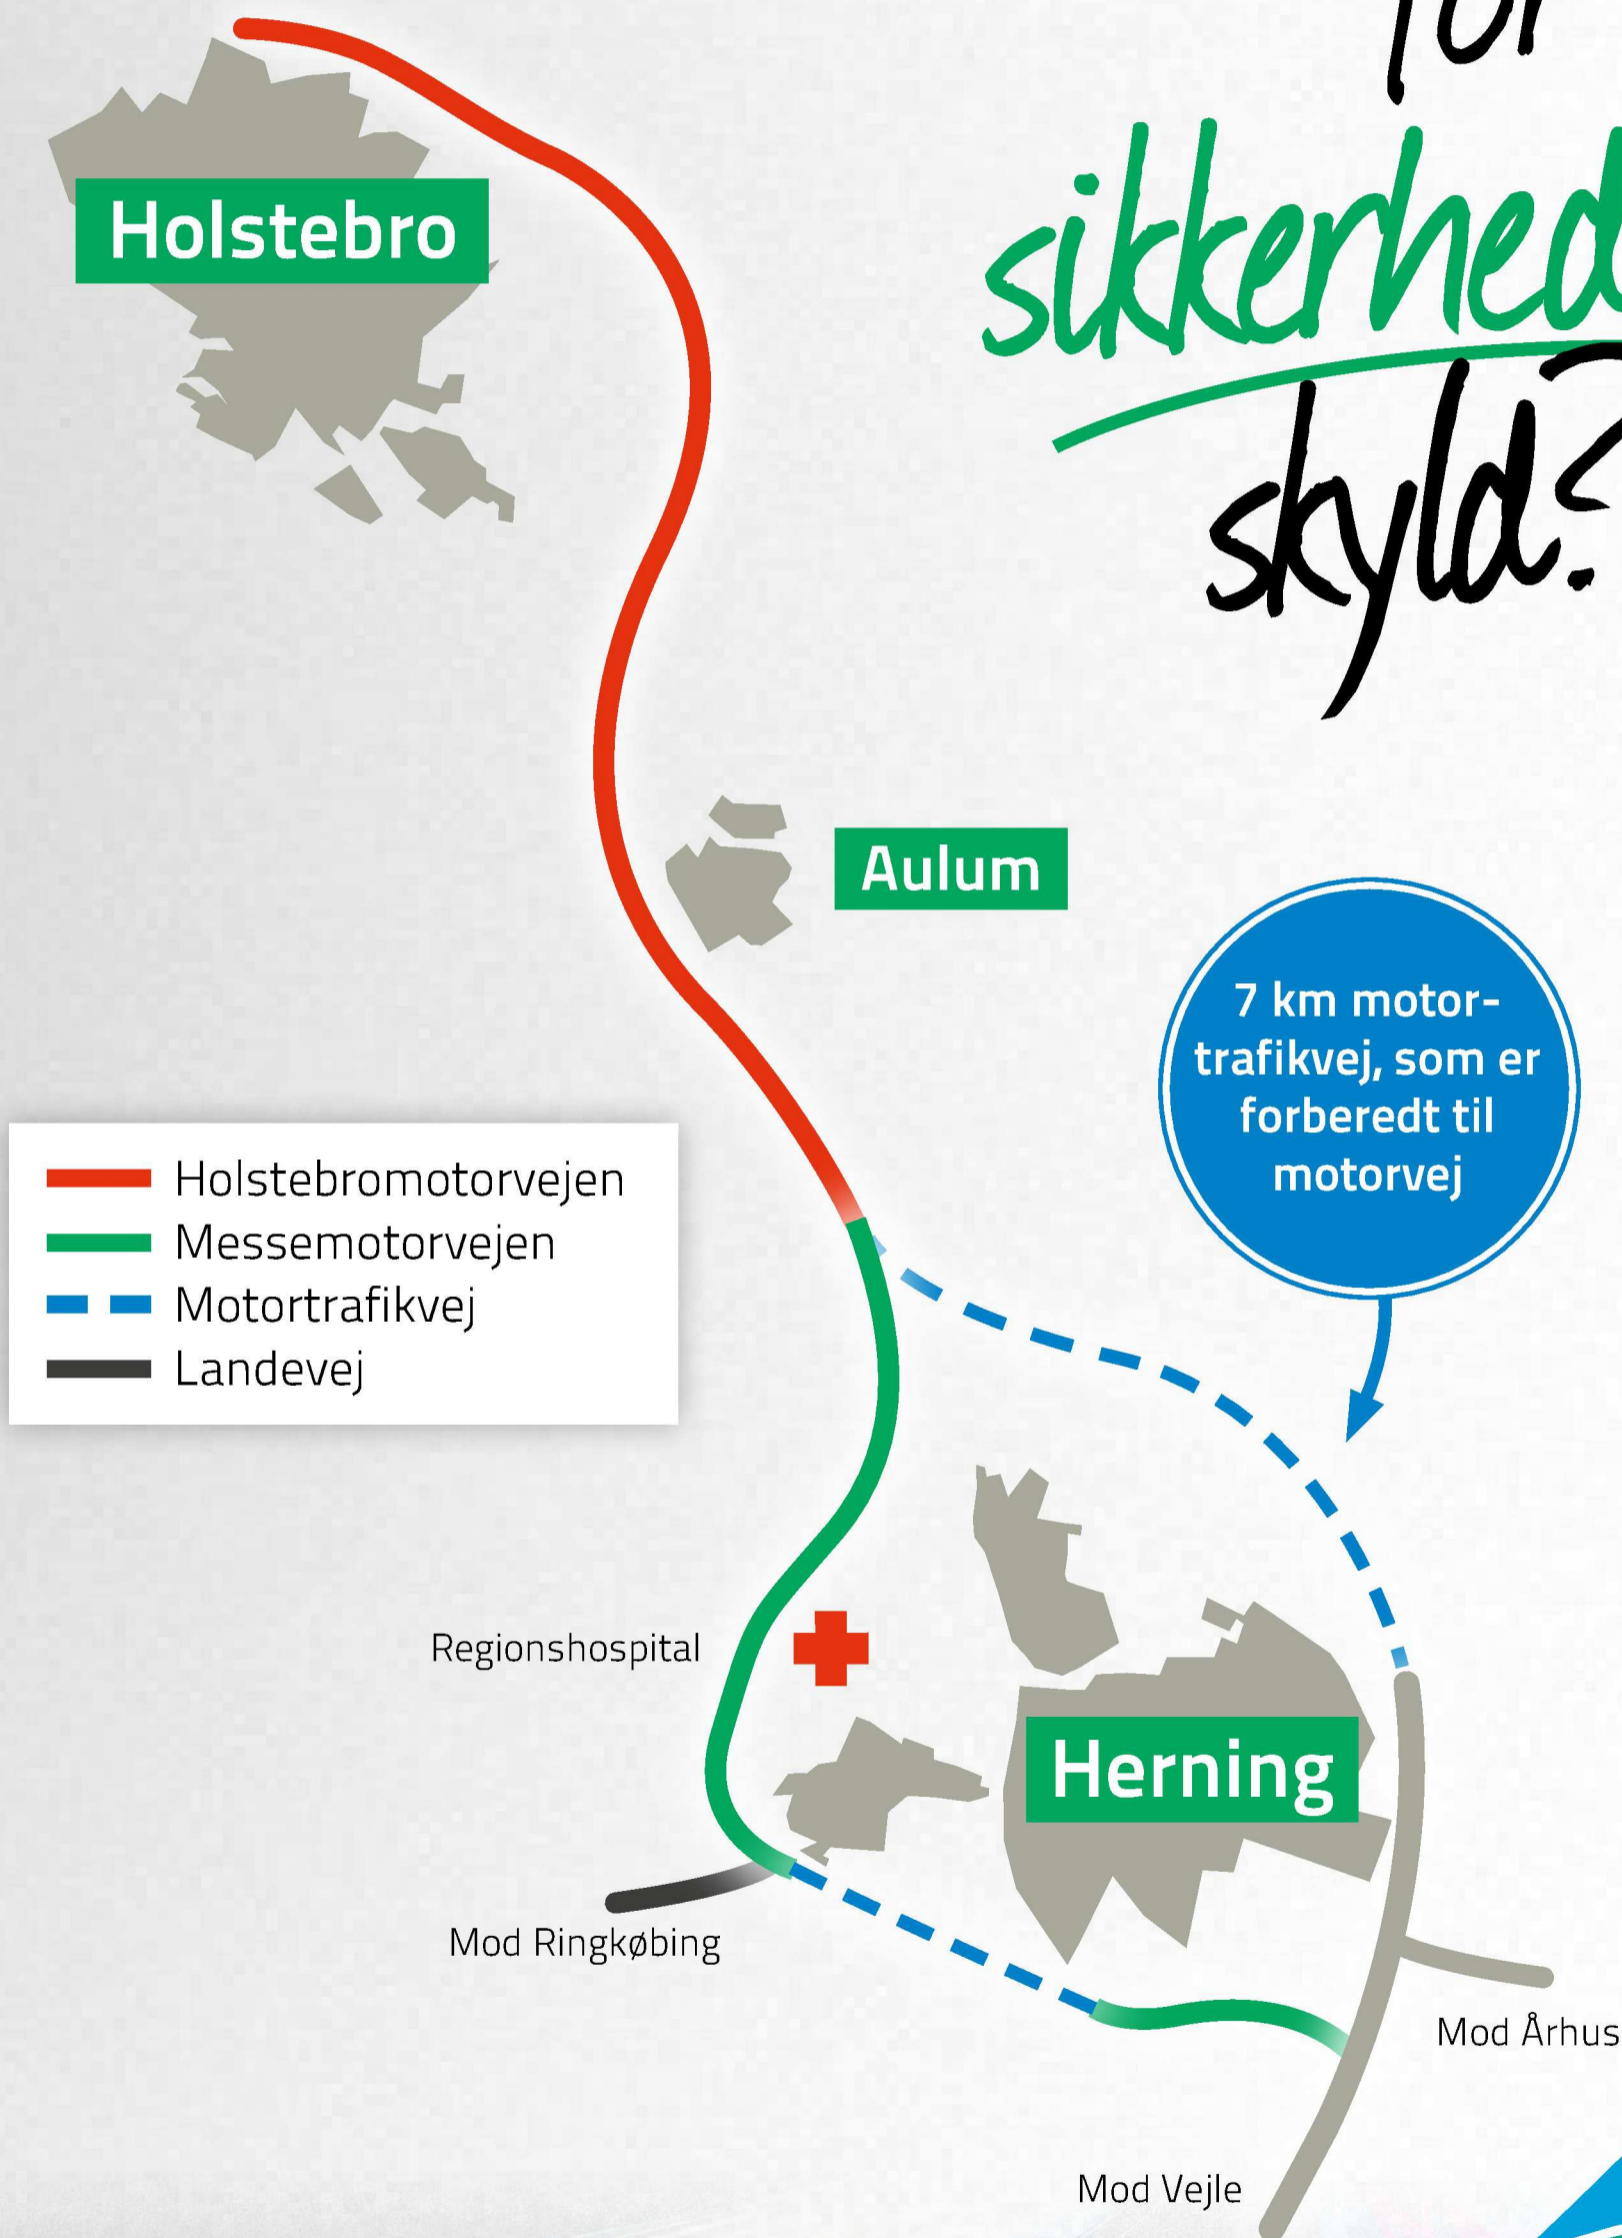 for
sikkerhed
skyld?
Holstebro
Aulum
7 km motor-
trafikvej, som er
forberedt til
motorvej
Holstebromotorvejen
Messemotorvejen
Motortrafikvej
Landevej
Regionshospital
Herning
Mod Ringkøbing
Mod Århus
Mod Vejle